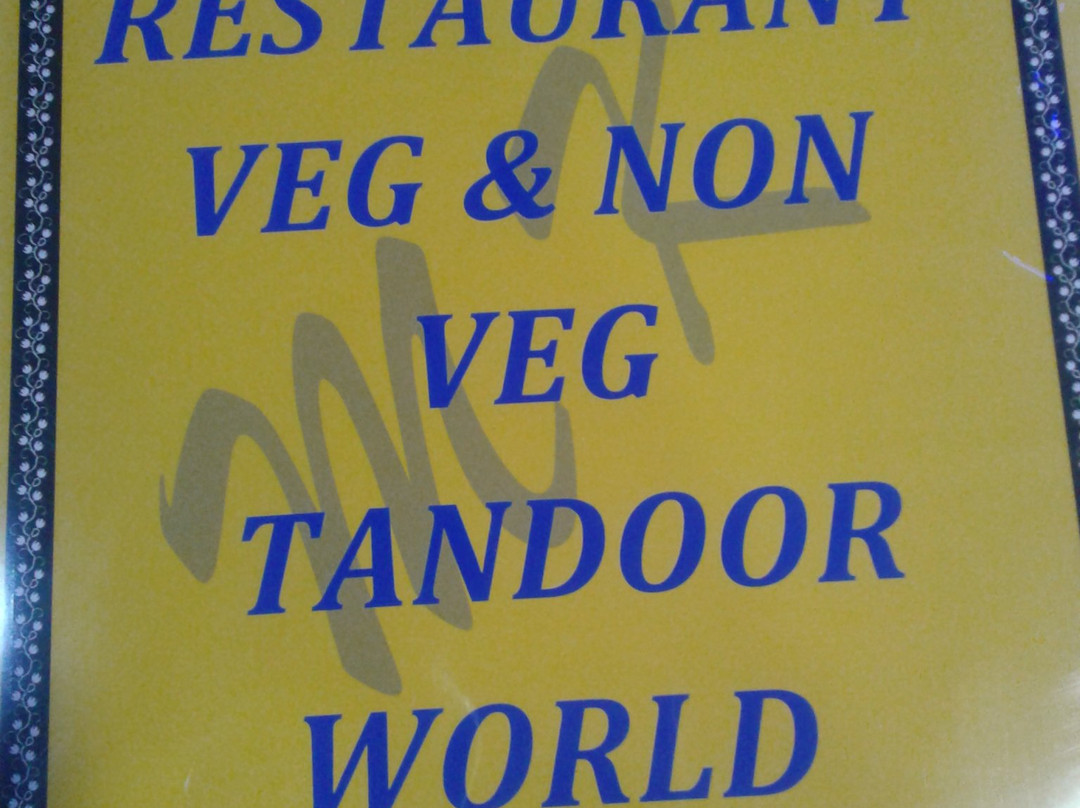 RESTAURANT
VEG & NON
VEG
TANDOOR
WORLD